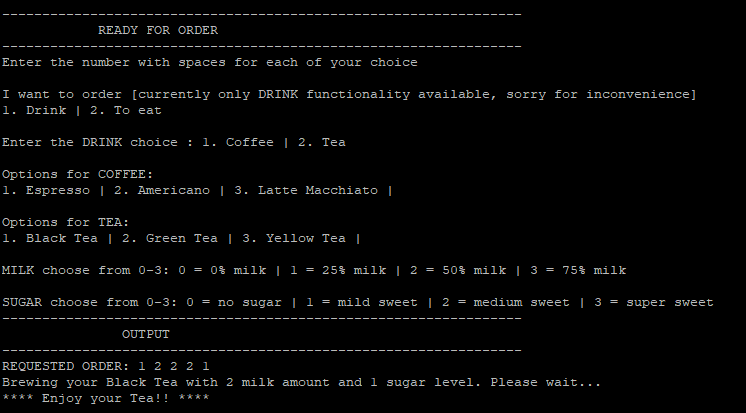 -----------------------------------------------------------------
READY FOR ORDER
-----------------------------------------------------------------
Enter the number with spaces for each of your choice
I want to order [currently only DRINK functionality available, sorry for inconvenience]
1. Drink | 2. To eat
Enter the DRINK choice : 1. Coffee | 2. Tea
Options for COFFEE:
1. Espresso | 2. Americano | 3. Latte Macchiato |
Options for TEA:
1. Black Tea | 2. Green Tea | 3. Yellow Tea |
MILK choose from 0-3: 0 = 0% milk | 1 = 25% milk | 2 = 50% milk | 3 = 75% milk
SUGAR choose from 0-3: 0 = no sugar | 1 = mild sweet | 2 = medium sweet | 3 = super sweet
-----------------------------------------------------------------
OUTPUT
-----------------------------------------------------------------
REQUESTED ORDER: 1 2 2 2 1
Brewing your Black Tea with 2 milk amount and 1 sugar level. Please wait...
**** Enjoy your Tea!! ****